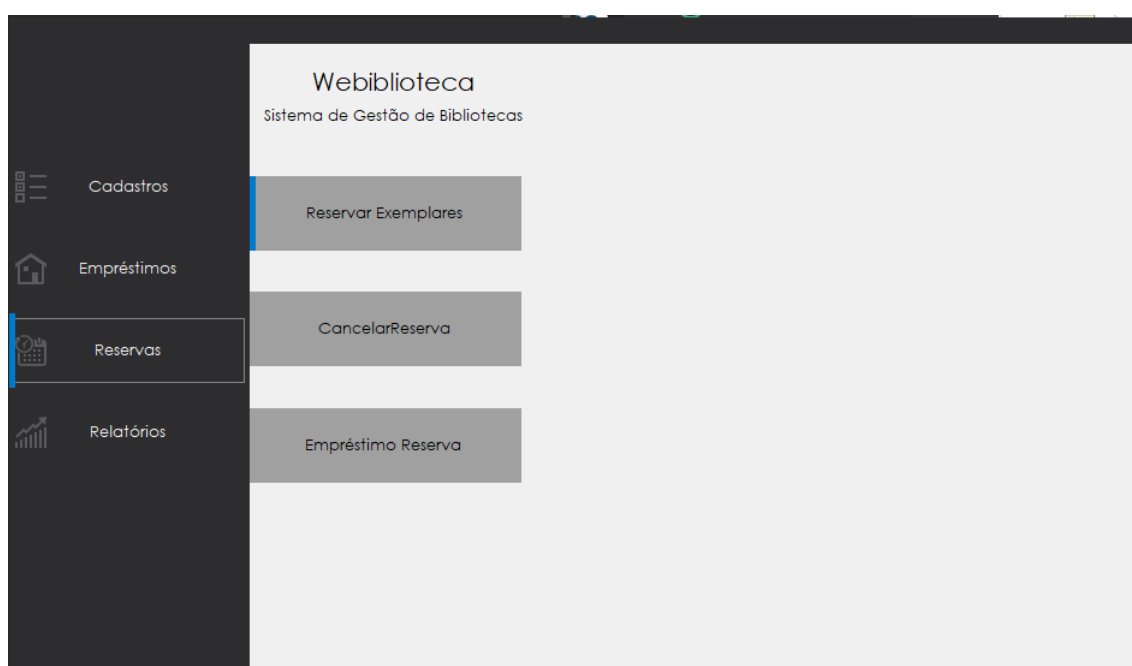 Webiblioteca
Sistema de Gestão de Bibliotecas
Cadastros
Empréstimos
Reservas
Relatórios
Reservar Exemplares
CancelarReserva
Empréstimo Reserva